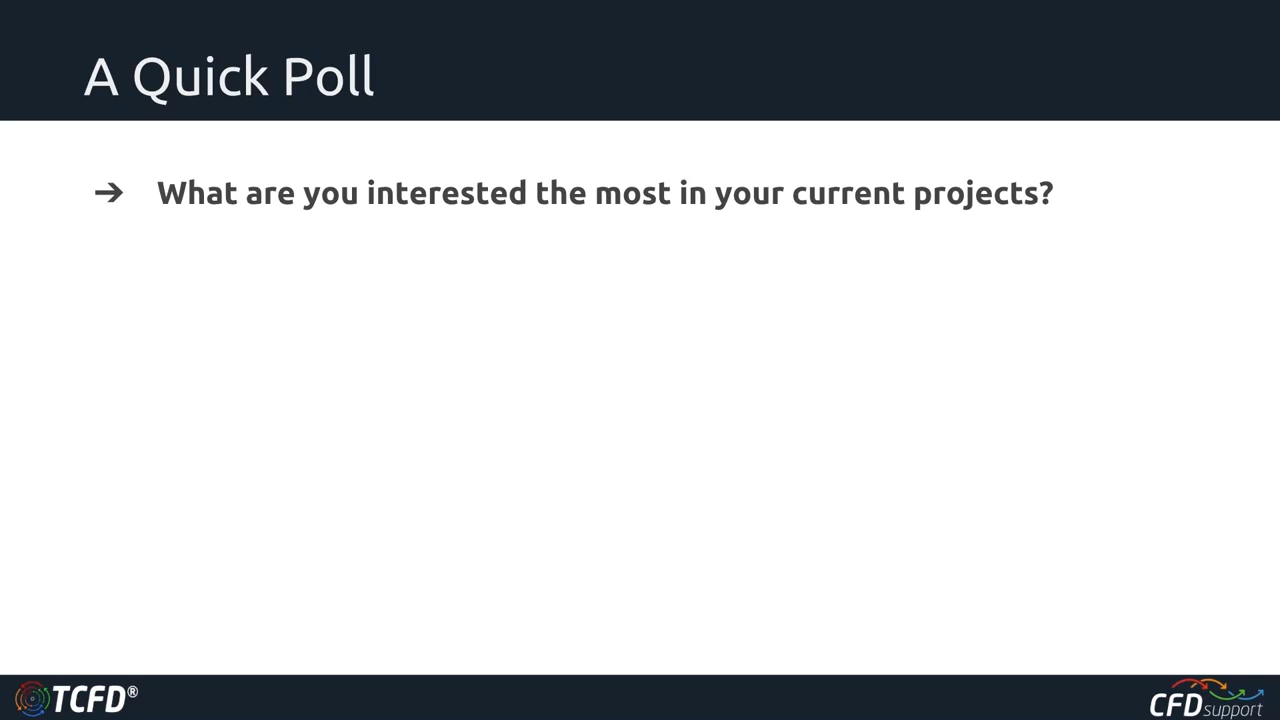 A Quick Poll
➔ What are you interested the most in your current projects?
TCFD®
CFD support